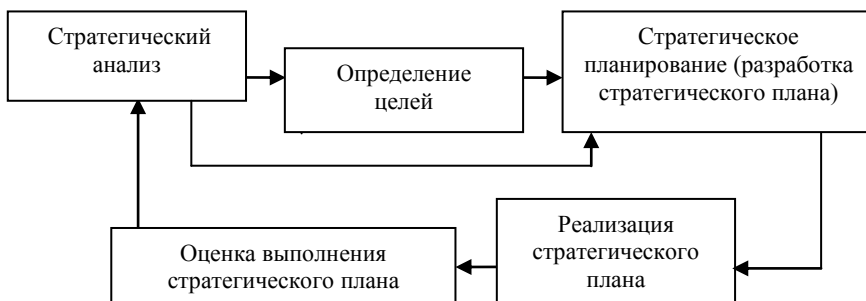 Стратегический
анализ
Определение
целей
Стратегическое
планирование (разработка
стратегического плана)
Реализация
стратегического
плана
Оценка выполнения
стратегического плана